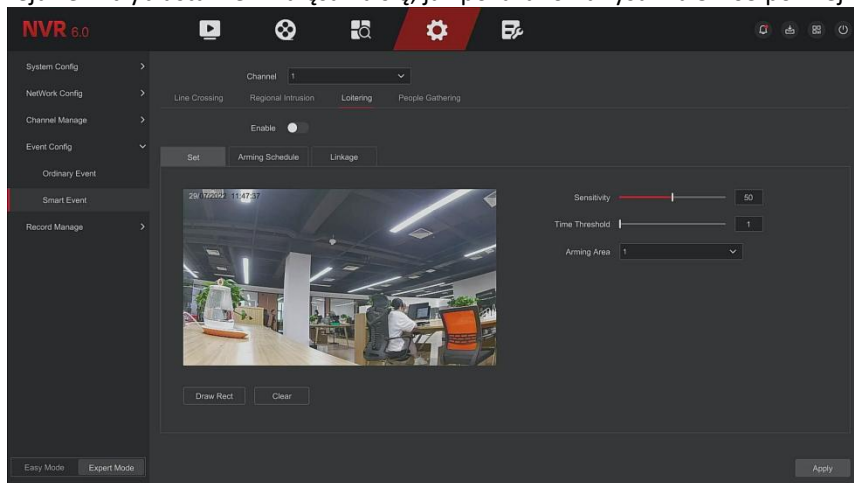 NVR 6.0
System Config
NetWork Config
Channel Manage
Event Config
Ordinary Event
Smart Event
Record Manage
Easy Mode Expert Mode
Channel 1
Line Crossing Regional Intrusion Loitering People Gathering
Enable
Set Arming Schedule Linkage
11:47:37
Sensitivity 50
Time Threshold 1
Arming Area 1
Draw Rect Clear
Apply